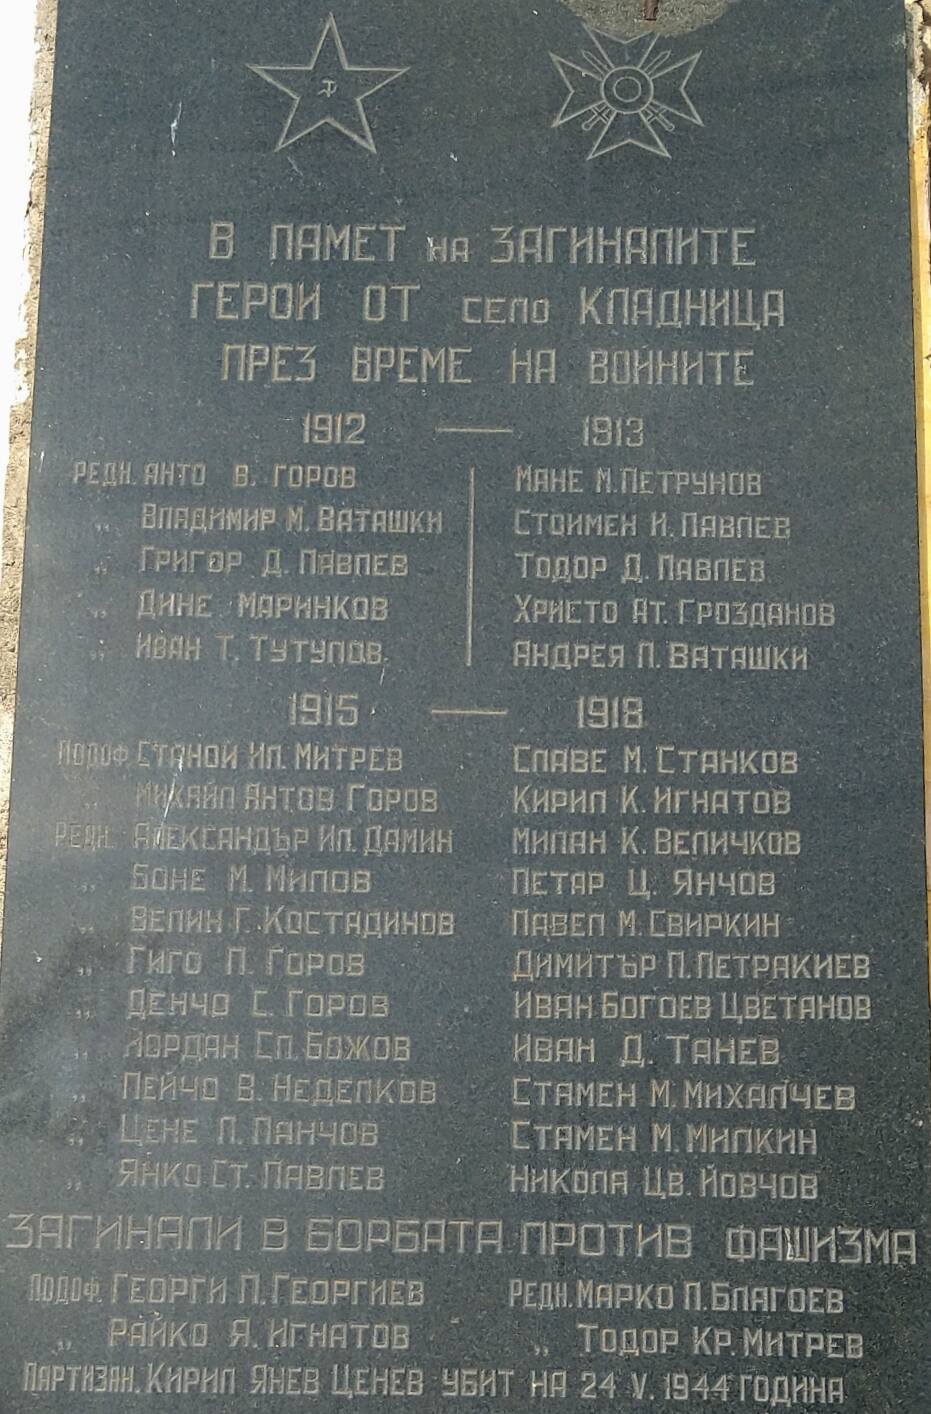 В ПАМЕТ на ЗАГИНАЛИТЕ
ГЕРОИ ОТ село КЛАДНИЦА
ПРЕЗ ВРЕМЕ НА ВОЙНИТЕ
1912 — 1913
РЕДН. АНТО В. ГОРОВ МАНЕ М. ПЕТРУНОВ
„ ВЛАДИМИР М. ВАТАШКИ СТОИМЕН И. ПАВЛЕВ
„ ГРИГОР Д. ПАВЛЕВ ТОДОР Д. ПАВЛЕВ
„ ДИНЕ МАРИНКОВ ХРИСТО АТ. ГРОЗДАНОВ
„ ИВАН Т. ТУТУЛОВ АНДРЕЯ П. ВАТАШКИ
1915 — 1918
ПОДОФ. СТАНОЙ ИЛ. МИТРЕВ СЛАВЕ М. СТАНКОВ
„ МИХАЙЛ АНТОВ ГОРОВ КИРИЛ К. ИГНАТОВ
РЕДН. АЛЕКСАНДЪР ИЛ. ДАМИН МИЛАН К. ВЕЛИЧКОВ
„ БОНЕ М. МИЛОВ ПЕТАР Ц. ЯНЧОВ
„ ВЕЛИН Г. КОСТАДИНОВ ПАВЕЛ М. СВИРКИН
„ ГИГО П. ГОРОВ ДИМИТЪР П. ПЕТРАКИЕВ
„ ДЕНЧО С. ГОРОВ ИВАН БОГОЕВ ЦВЕТАНОВ
„ ЙОРДАН СП. БОЖОВ ИВАН Д. ТАНЕВ
„ ПЕЙЧО В. НЕДЕЛКОВ СТАМЕН М. МИХАЛЧЕВ
„ ЦЕНЕ П. ПАНЧОВ СТАМЕН М. МИЛКИН
„ ЯНКО СТ. ПАВЛЕВ НИКОЛА ЦВ. ЙОВЧОВ
ЗАГИНАЛИ В БОРБАТА ПРОТИВ ФАШИЗМА
ПОДОФ. ГЕОРГИ П. ГЕОРГИЕВ РЕДН. МАРКО П. БЛАГОЕВ
„ РАЙКО Я. ИГНАТОВ „ ТОДОР КР. МИТРЕВ
ПАРТИЗАН. КИРИЛ ЯНЕВ ЦЕНЕВ УБИТ НА 24 V. 1944 ГОДИНА